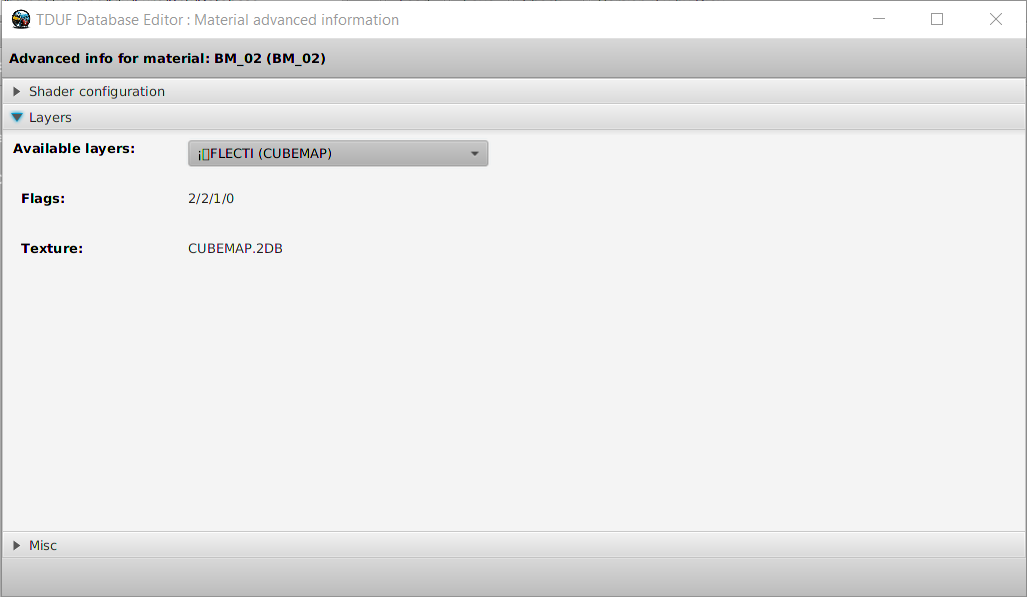 TDUF Database Editor : Material advanced information
Advanced info for material: BM_02 (BM_02)
Shader configuration
Layers
Available layers:
¡▯FLECTI (CUBEMAP)
Flags:
2/2/1/0
Texture:
CUBEMAP.2DB
Misc